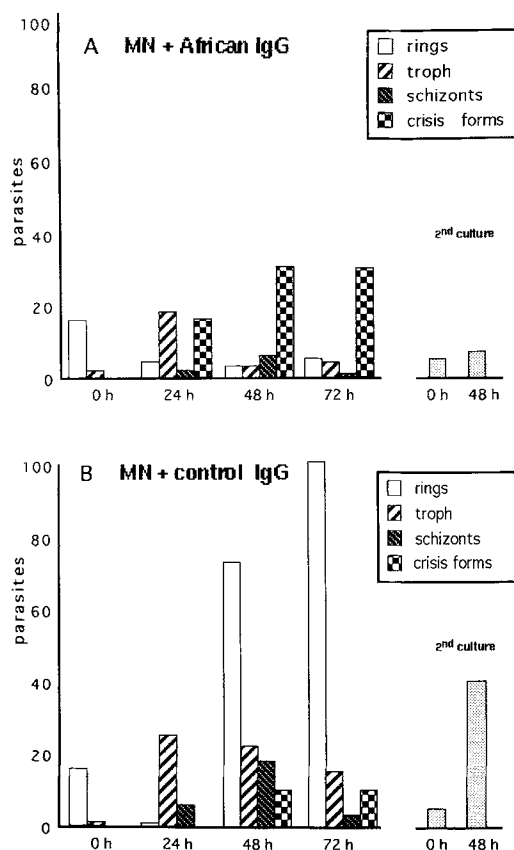 100
A MN + African IgG
rings
troph
schizonts
crisis forms
80
60
40
20
0
parasites
2nd culture
0 h 24 h 48 h 72 h 0 h 48 h
100
B MN + control IgG
rings
troph
schizonts
crisis forms
80
60
40
20
0
parasites
2nd culture
0 h 24 h 48 h 72 h 0 h 48 h